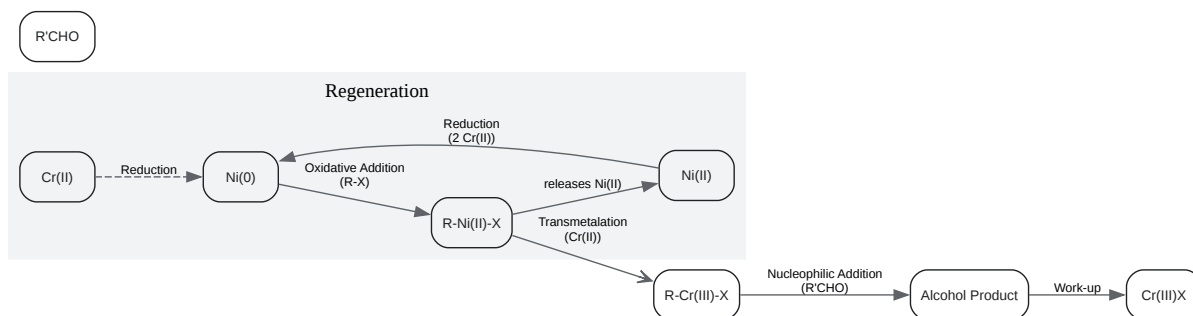 R'CHO
Regeneration
Reduction
(2 Cr(II))
Cr(II)
Reduction
Ni(0)
Oxidative Addition
(R-X)
releases Ni(II)
Ni(II)
R-Ni(II)-X
Transmetalation
(Cr(II))
R-Cr(III)-X
Nucleophilic Addition
(R'CHO)
Alcohol Product
Work-up
Cr(III)X